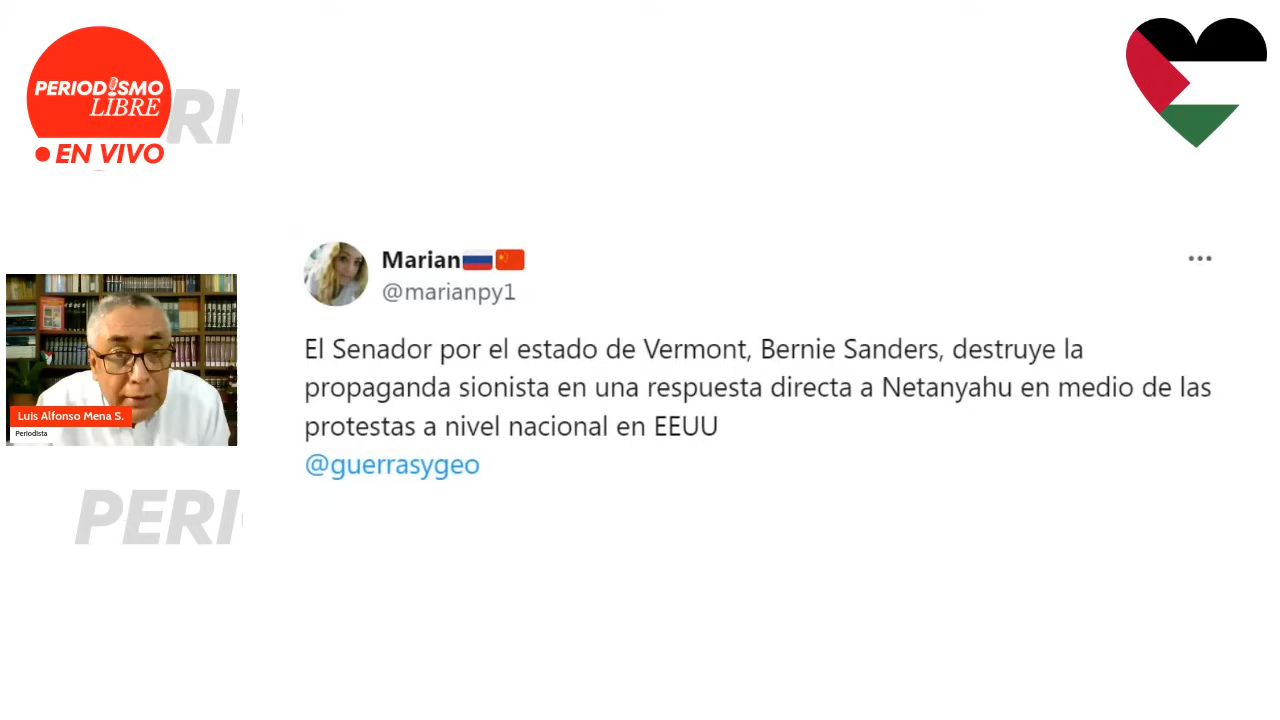 PERIODISMO
LIBRE
EN VIVO
RI
Marian🇷🇺🇨🇳
@marianpy1
El Senador por el estado de Vermont, Bernie Sanders, destruye la
propaganda sionista en una respuesta directa a Netanyahu en medio de las
protestas a nivel nacional en EEUU
@guerrasygeo
Luis Alfonso Mena S.
Periodista
PERI